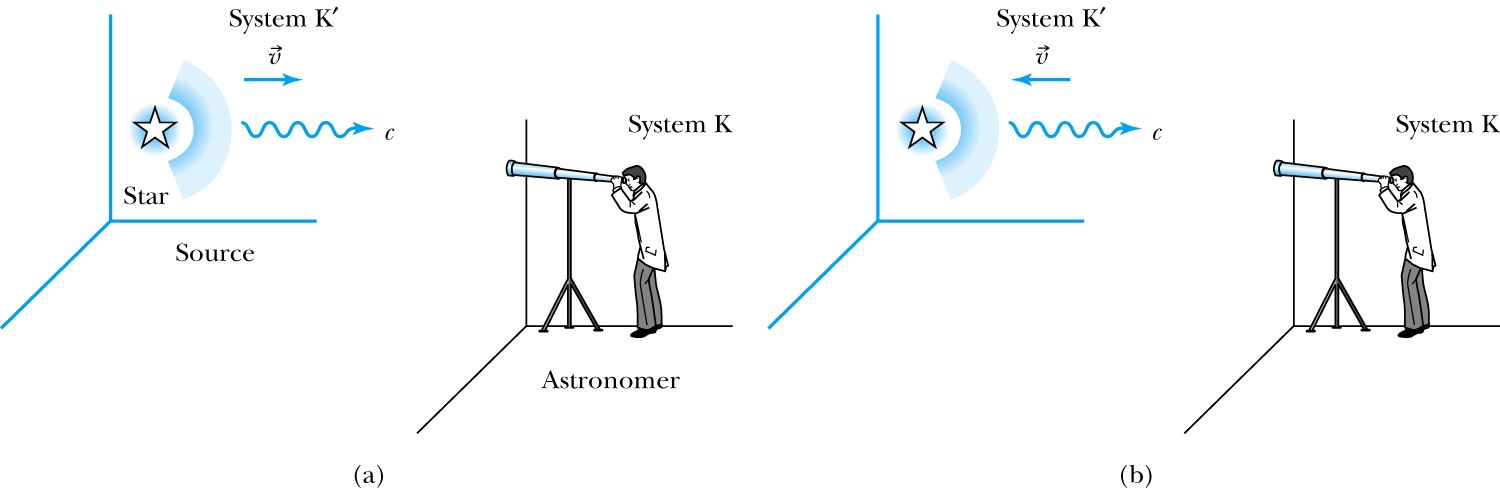 System K′
v⃗
c
System K
Star
Source
Astronomer
(a)
System K′
v⃗
c
System K
(b)